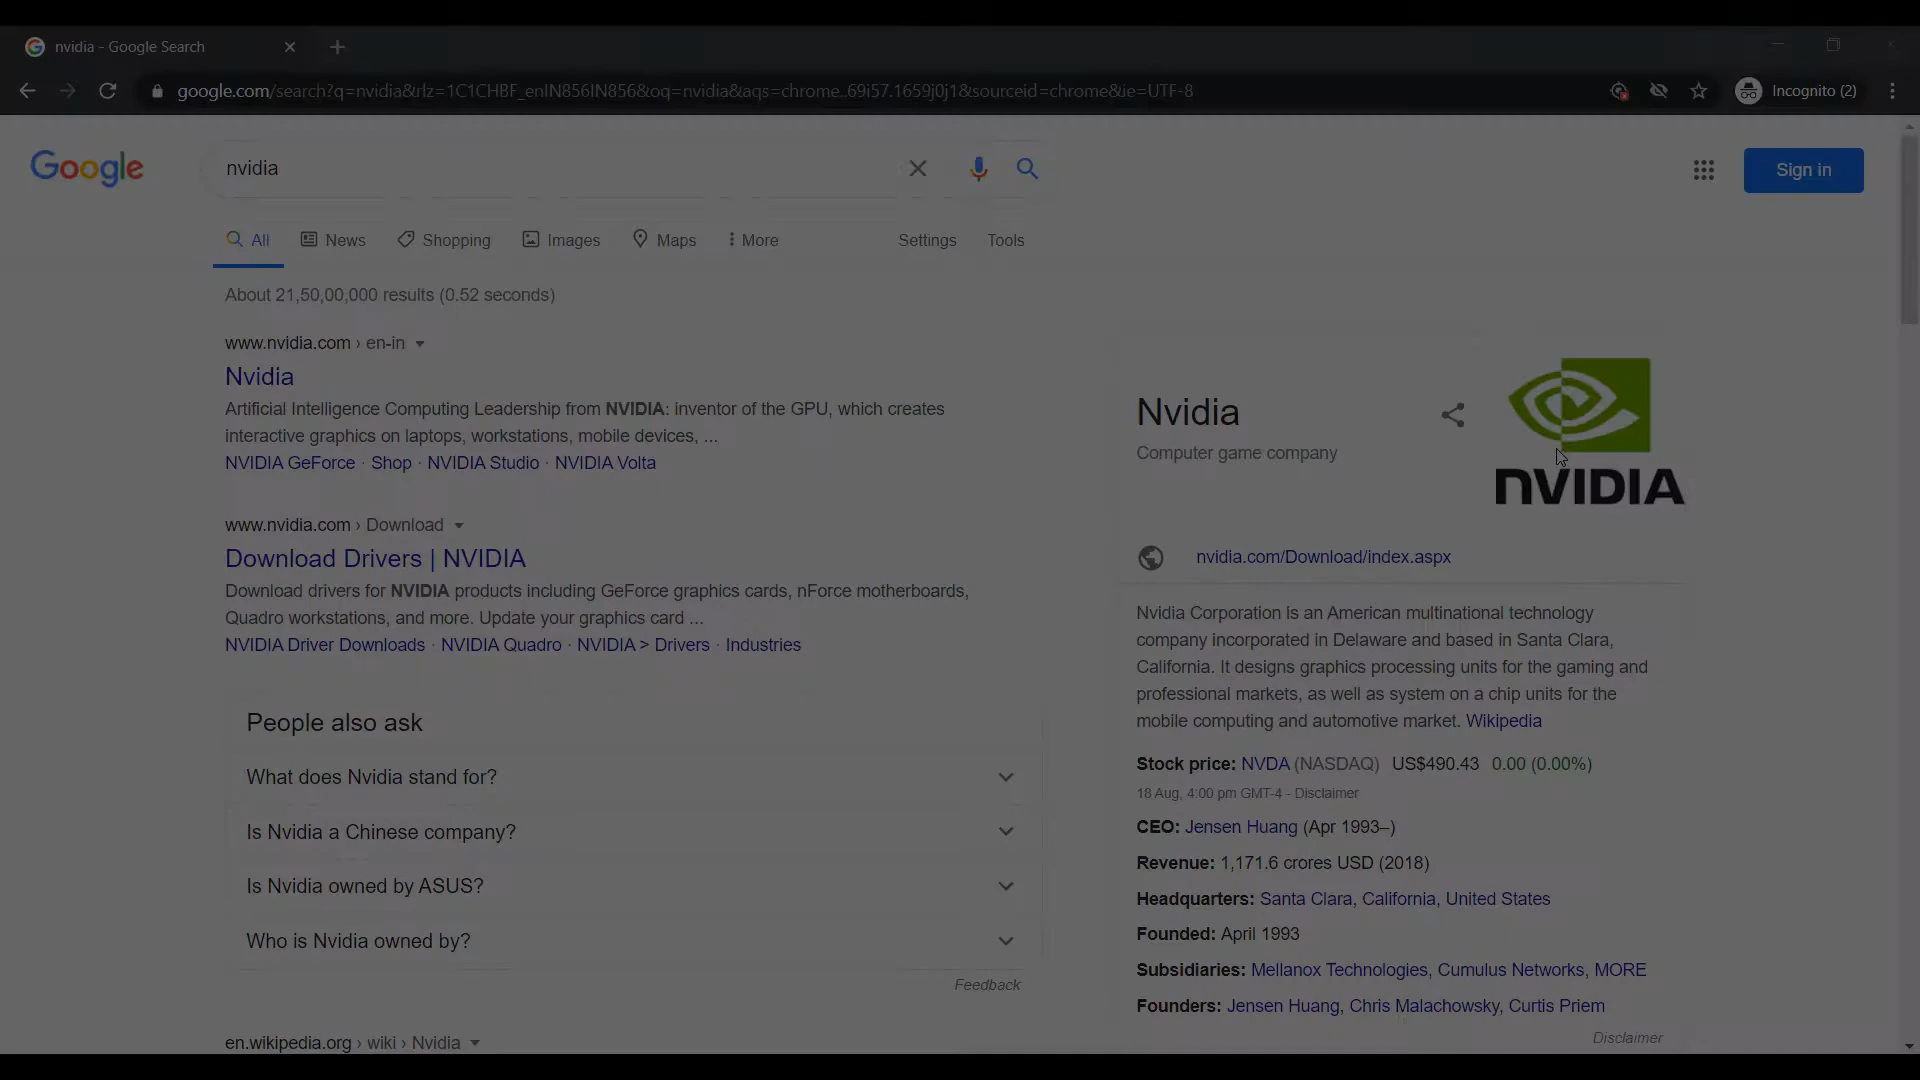 nvidia - Google Search
google.com/search?q=nvidia&rlz=1C1CHBF_enIN856IN856&oq=nvidia&aqs=chrome..69i57.1659j0j1&sourceid=chrome&ie=UTF-8
Incognito (2)
Google
nvidia
Sign in
All
News
Shopping
Images
Maps
More
Settings
Tools
About 21,50,00,000 results (0.52 seconds)
www.nvidia.com › en-in
Nvidia
Artificial Intelligence Computing Leadership from NVIDIA: inventor of the GPU, which creates
interactive graphics on laptops, workstations, mobile devices, ...
NVIDIA GeForce · Shop · NVIDIA Studio · NVIDIA Volta
www.nvidia.com › Download
Download Drivers | NVIDIA
Download drivers for NVIDIA products including GeForce graphics cards, nForce motherboards,
Quadro workstations, and more. Update your graphics card ...
NVIDIA Driver Downloads · NVIDIA Quadro · NVIDIA > Drivers · Industries
People also ask
What does Nvidia stand for?
Is Nvidia a Chinese company?
Is Nvidia owned by ASUS?
Who is Nvidia owned by?
Feedback
en.wikipedia.org › wiki › Nvidia
Nvidia
Computer game company
NVIDIA
nvidia.com/Download/index.aspx
Nvidia Corporation is an American multinational technology
company incorporated in Delaware and based in Santa Clara,
California. It designs graphics processing units for the gaming and
professional markets, as well as system on a chip units for the
mobile computing and automotive market. Wikipedia
Stock price: NVDA (NASDAQ) US$490.43 0.00 (0.00%)
18 Aug, 4:00 pm GMT-4 - Disclaimer
CEO: Jensen Huang (Apr 1993–)
Revenue: 1,171.6 crores USD (2018)
Headquarters: Santa Clara, California, United States
Founded: April 1993
Subsidiaries: Mellanox Technologies, Cumulus Networks, MORE
Founders: Jensen Huang, Chris Malachowsky, Curtis Priem
Disclaimer